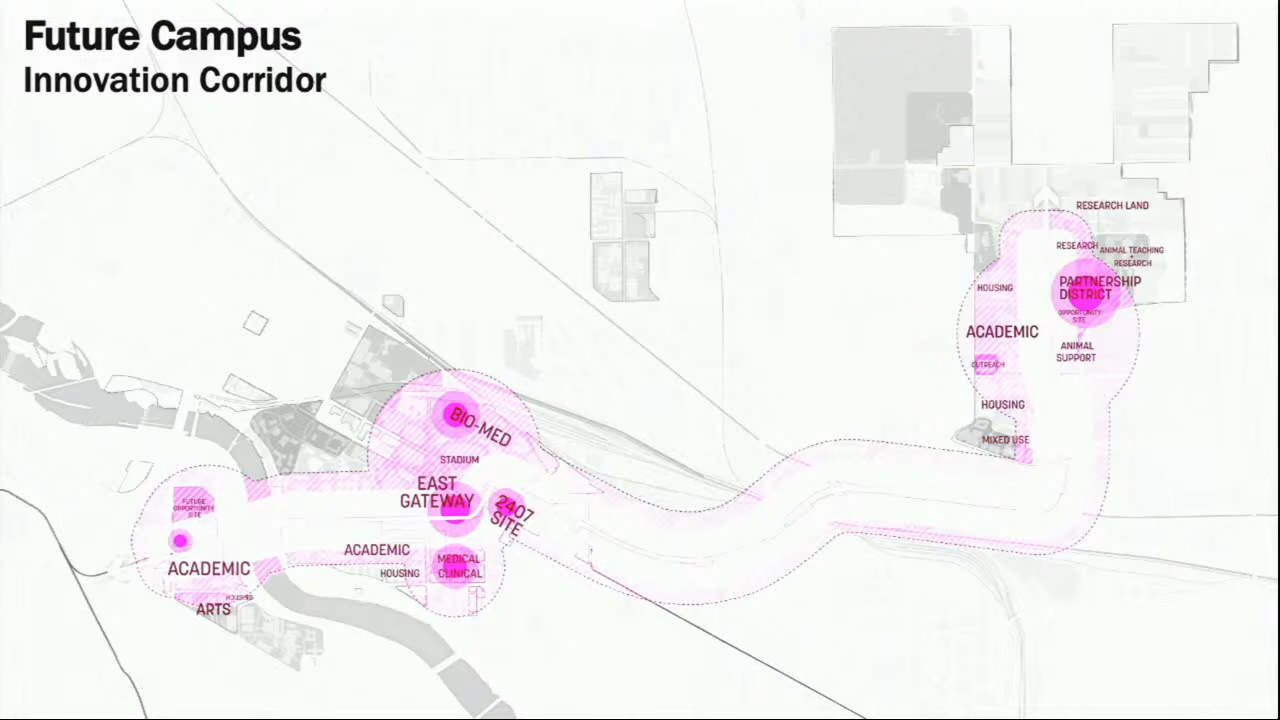 Future Campus
Innovation Corridor
RESEARCH LAND
RESEARCH
ANIMAL TEACHING
+
RESEARCH
HOUSING
PARTNERSHIP
DISTRICT
OPPORTUNITY
SITE
ACADEMIC
ANIMAL
SUPPORT
OUTREACH
HOUSING
MIXED USE
BIO-MED
STADIUM
EAST
GATEWAY
2407
SITE
FUTURE
OPPORTUNITY
SITE
ACADEMIC
MEDICAL
CLINICAL
HOUSING
ACADEMIC
HOUSING
ARTS